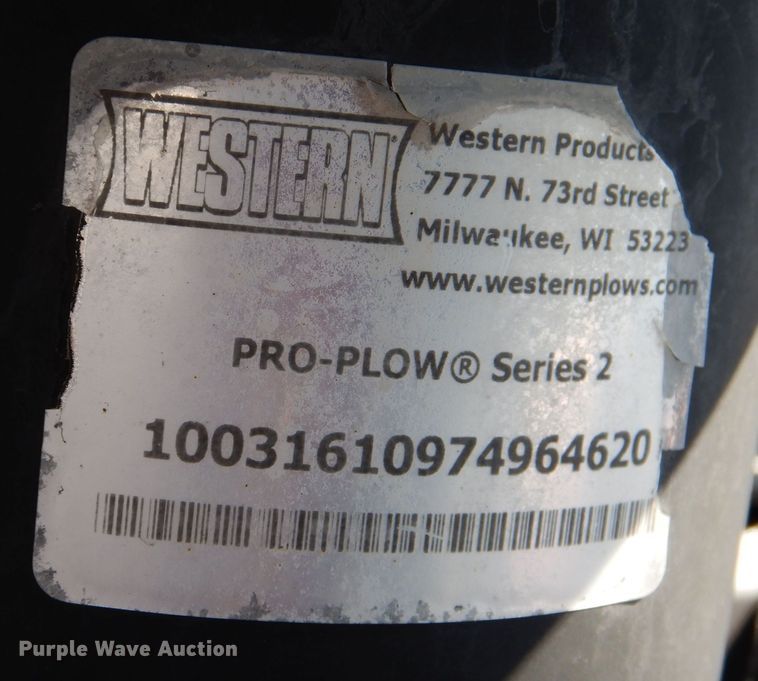 WESTERN®
Western Products
7777 N. 73rd Street
Milwaukee, WI 53223
www.westernplows.com
PRO-PLOW® Series 2
10031610974964620
Purple Wave Auction